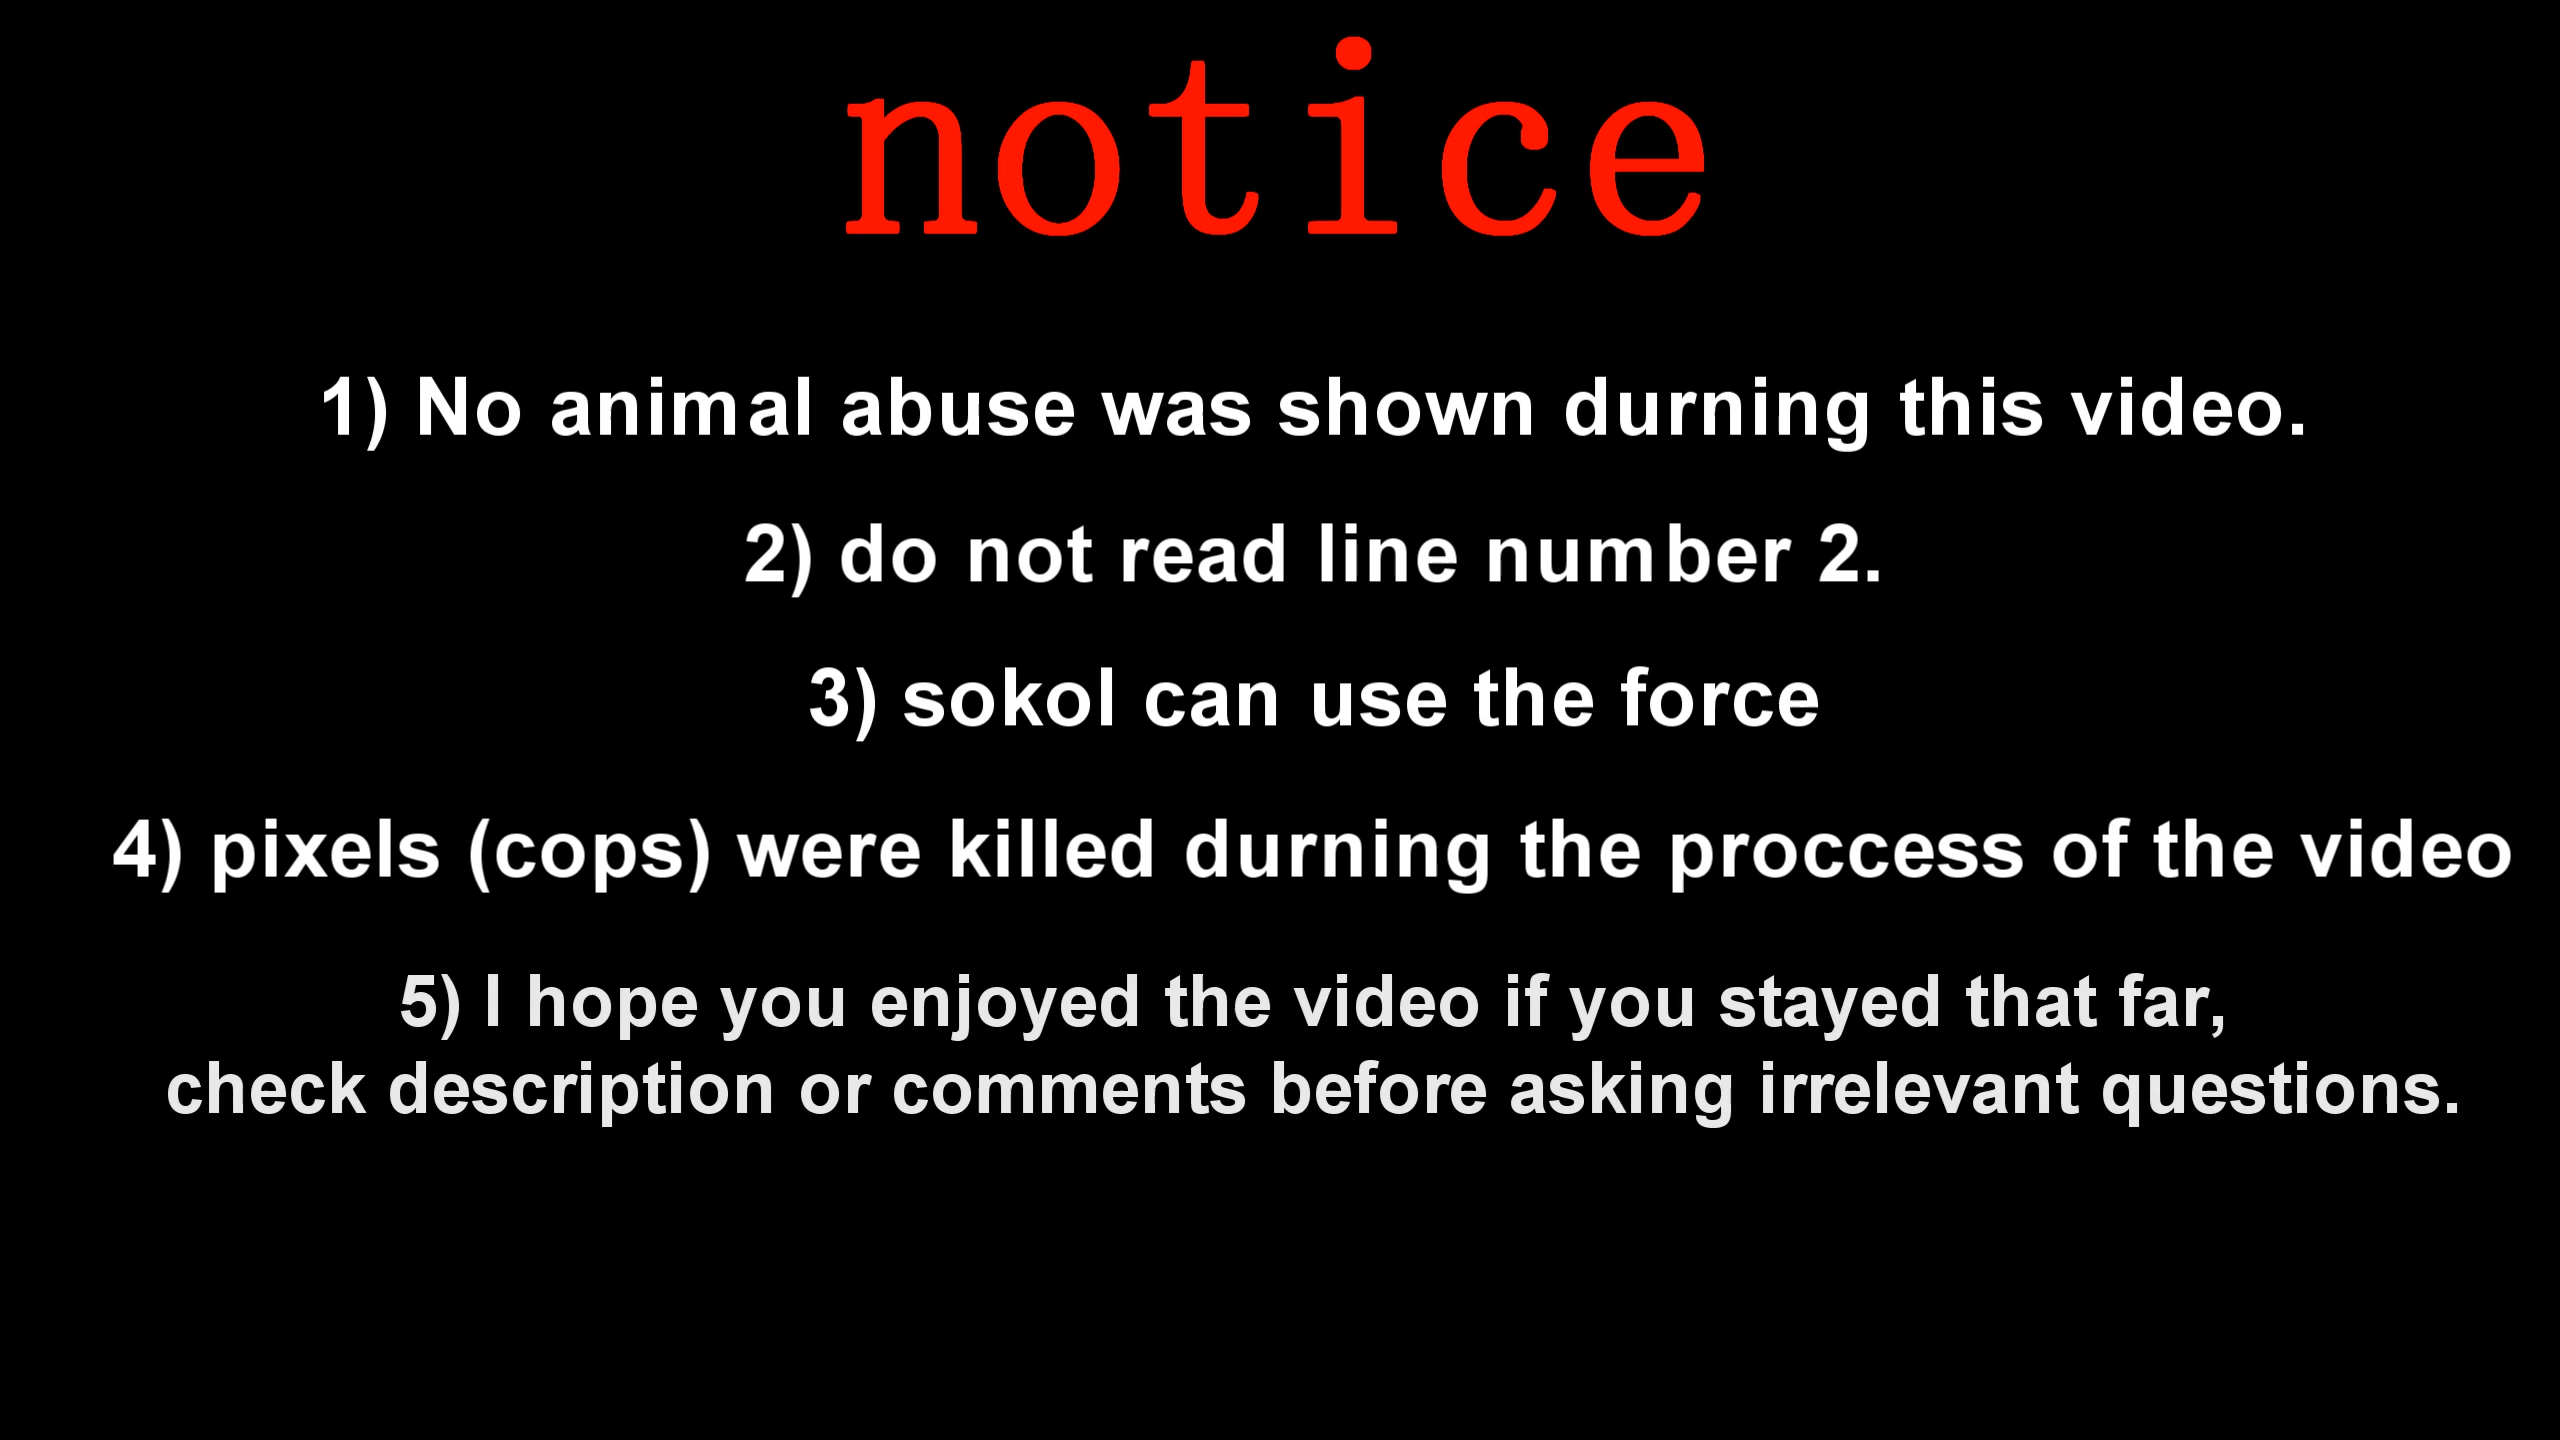 notice
1) No animal abuse was shown durning this video.
2) do not read line number 2.
3) sokol can use the force
4) pixels (cops) were killed durning the proccess of the video
5) I hope you enjoyed the video if you stayed that far,
check description or comments before asking irrelevant questions.